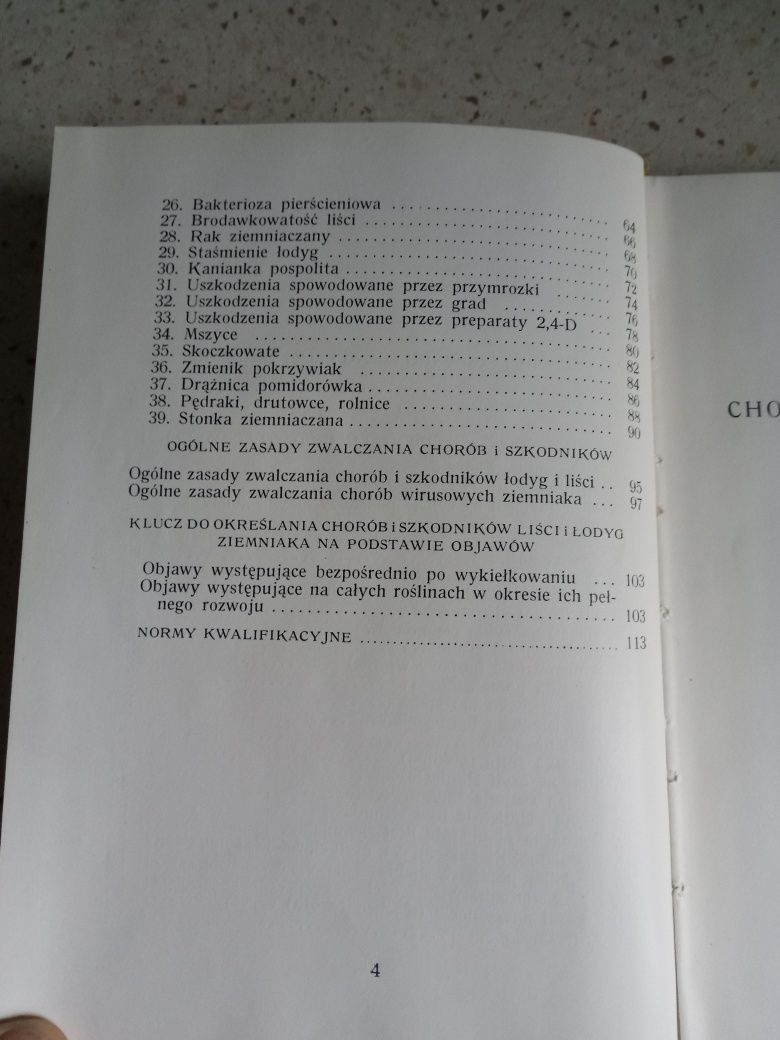 26. Bakterioza pierścieniowa .......................... 64
27. Brodawkowatość liści .......................... 66
28. Rak ziemniaczany .......................... 68
29. Staśmienie łodyg .......................... 70
30. Kanianka pospolita .......................... 72
31. Uszkodzenia spowodowane przez przymrozki ...... 74
32. Uszkodzenia spowodowane przez grad .......... 76
33. Uszkodzenia spowodowane przez preparaty 2,4-D ... 78
34. Mszyce .......................... 80
35. Skoczkowate .......................... 82
36. Zmienik pokrzywiak .......................... 84
37. Drążnica pomidorówka .......................... 86
38. Pędraki, drutowce, rolnice .......................... 88
39. Stonka ziemniaczana .......................... 90
OGÓLNE ZASADY ZWALCZANIA CHORÓB i SZKODNIKÓW
Ogólne zasady zwalczania chorób i szkodników łodyg i liści .. 95
Ogólne zasady zwalczania chorób wirusowych ziemniaka ... 97
KLUCZ DO OKREŚLANIA CHORÓB i SZKODNIKÓW LIŚCI i ŁODYG
ZIEMNIAKA NA PODSTAWIE OBJAWÓW
Objawy występujące bezpośrednio po wykiełkowaniu ... 103
Objawy występujące na całych roślinach w okresie ich peł-
nego rozwoju .......................... 103
NORMY KWALIFIKACYJNE .......................... 113
4
CHO